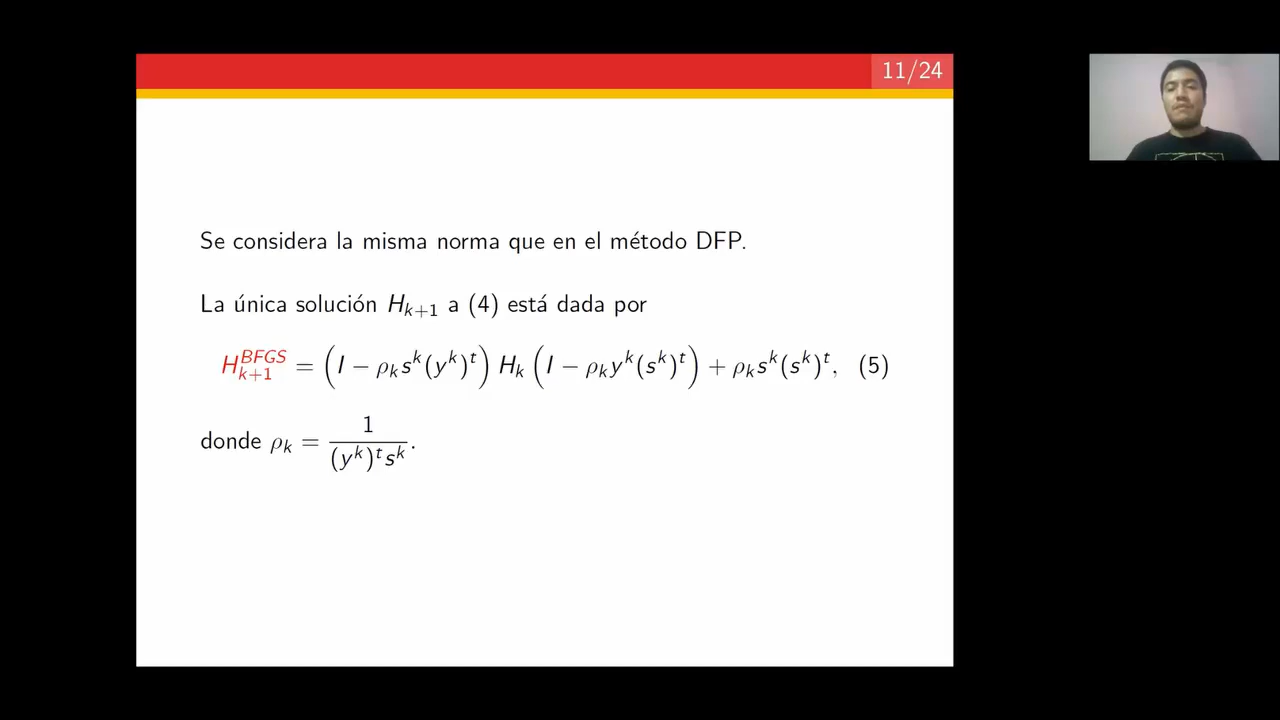 11/24
Se considera la misma norma que en el método DFP.
La única solución H_{k+1} a (4) está dada por
H_{k+1}^{BFGS} = (I − ρ_k s^k (y^k)^t) H_k (I − ρ_k y^k (s^k)^t) + ρ_k s^k (s^k)^t, (5)
donde ρ_k = \frac{1}{(y^k)^t s^k}.